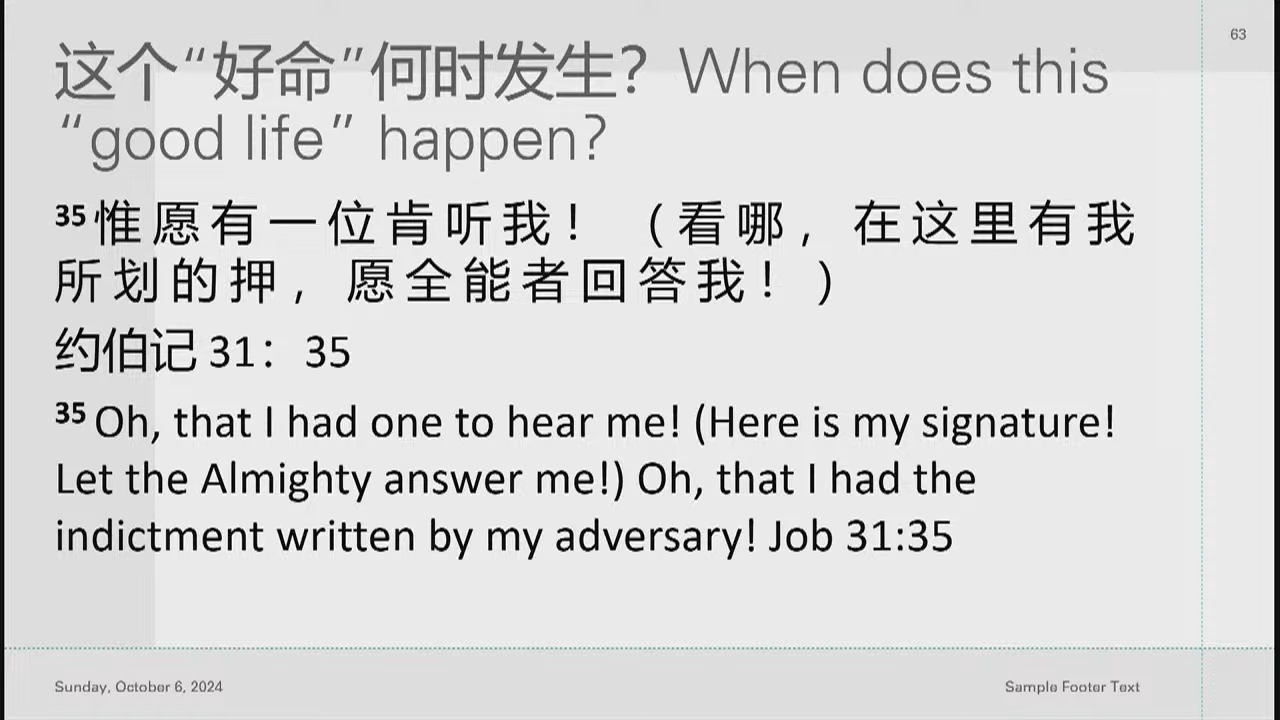 63
这个“好命”何时发生？When does this
“good life” happen?
35 惟愿有一位肯听我！（看哪，在这里有我
所划的押，愿全能者回答我！）
约伯记 31：35
35 Oh, that I had one to hear me! (Here is my signature!
Let the Almighty answer me!) Oh, that I had the
indictment written by my adversary! Job 31:35
Sunday, October 6, 2024
Sample Footer Text